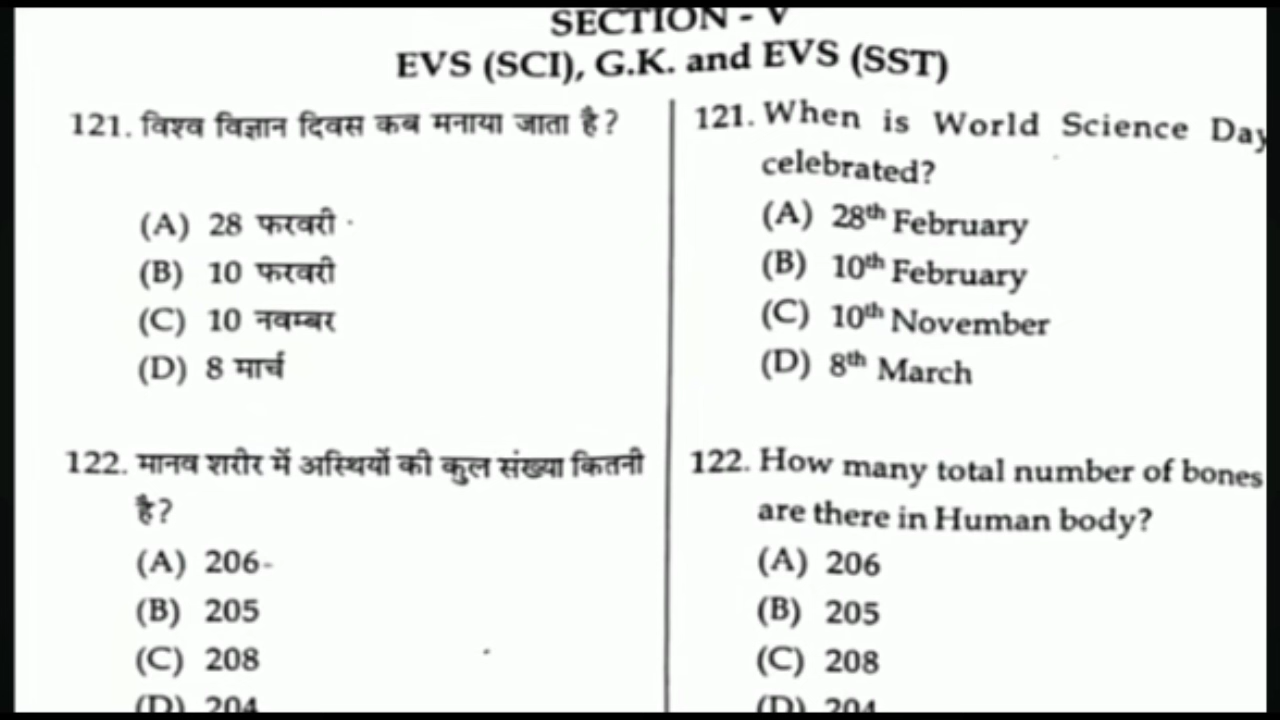 SECTION - V
EVS (SCI), G.K. and EVS (SST)
121. विश्व विज्ञान दिवस कब मनाया जाता है?
(A) 28 फरवरी
(B) 10 फरवरी
(C) 10 नवम्बर
(D) 8 मार्च
122. मानव शरीर में अस्थियों की कुल संख्या कितनी
है?
(A) 206
(B) 205
(C) 208
(D) 204
121. When is World Science Day
celebrated?
(A) 28th February
(B) 10th February
(C) 10th November
(D) 8th March
122. How many total number of bones
are there in Human body?
(A) 206
(B) 205
(C) 208
(D) 204